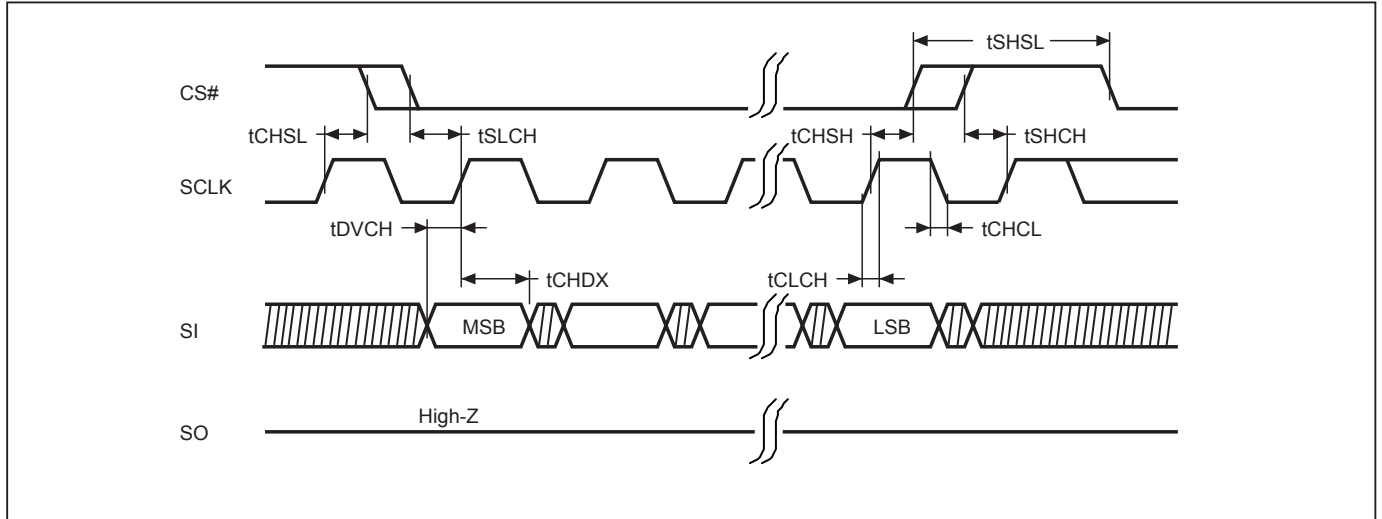 tSHSL
CS#
tCHSL
tSLCH
tCHSH
tSHCH
SCLK
tDVCH
tCHCL
tCHDX
tCLCH
SI
MSB
LSB
High-Z
SO